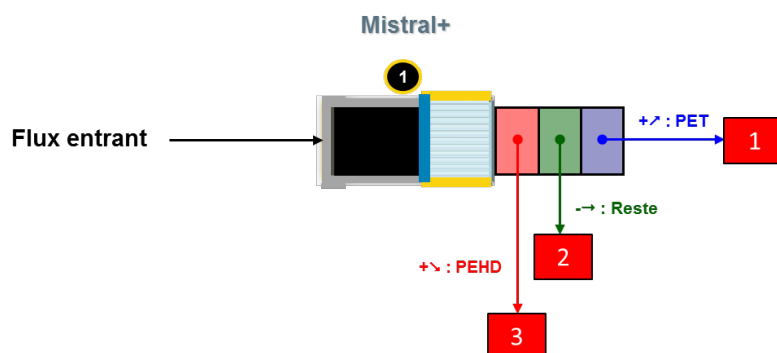 Mistral+
1
Flux entrant
+↗ : PET
1
-→ : Reste
2
+↘ : PEHD
3